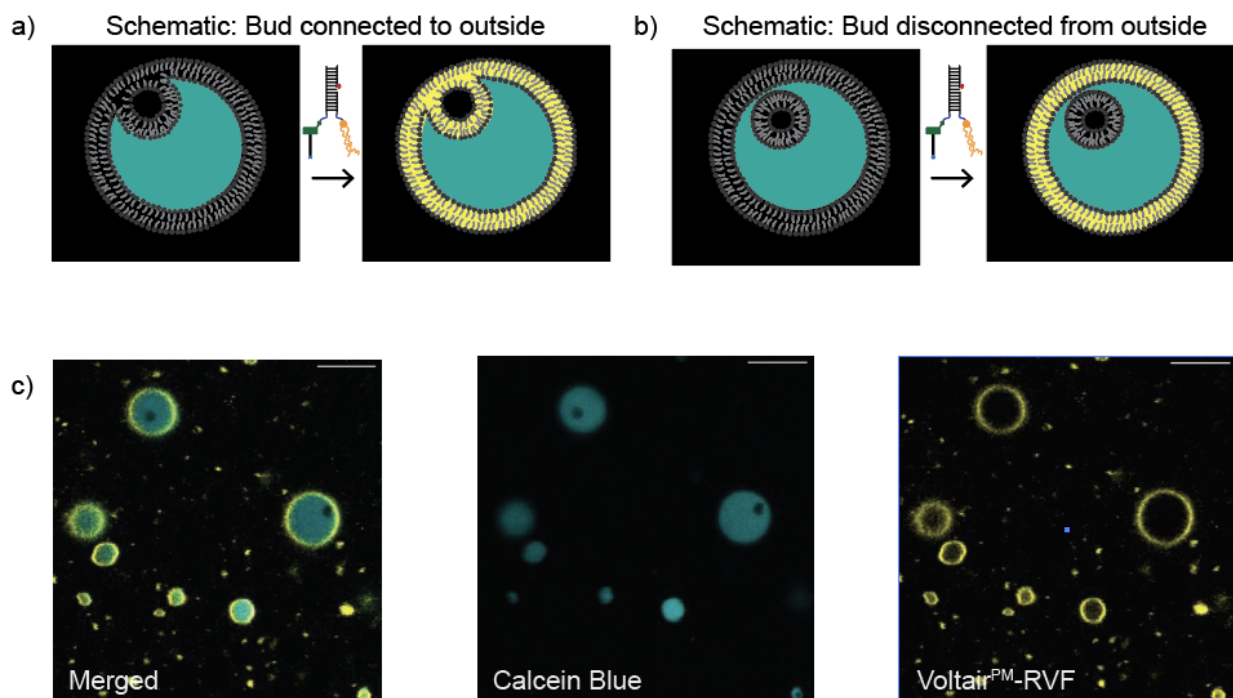 a) Schematic: Bud connected to outside
b) Schematic: Bud disconnected from outside
c)
Merged
Calcein Blue
Voltair^PM-RVF